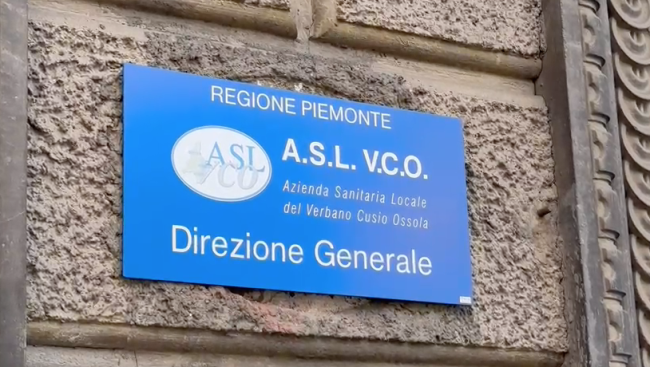 REGIONE PIEMONTE
ASL
VCO
A.S.L. V.C.O.
Azienda Sanitaria Locale
del Verbano Cusio Ossola
Direzione Generale